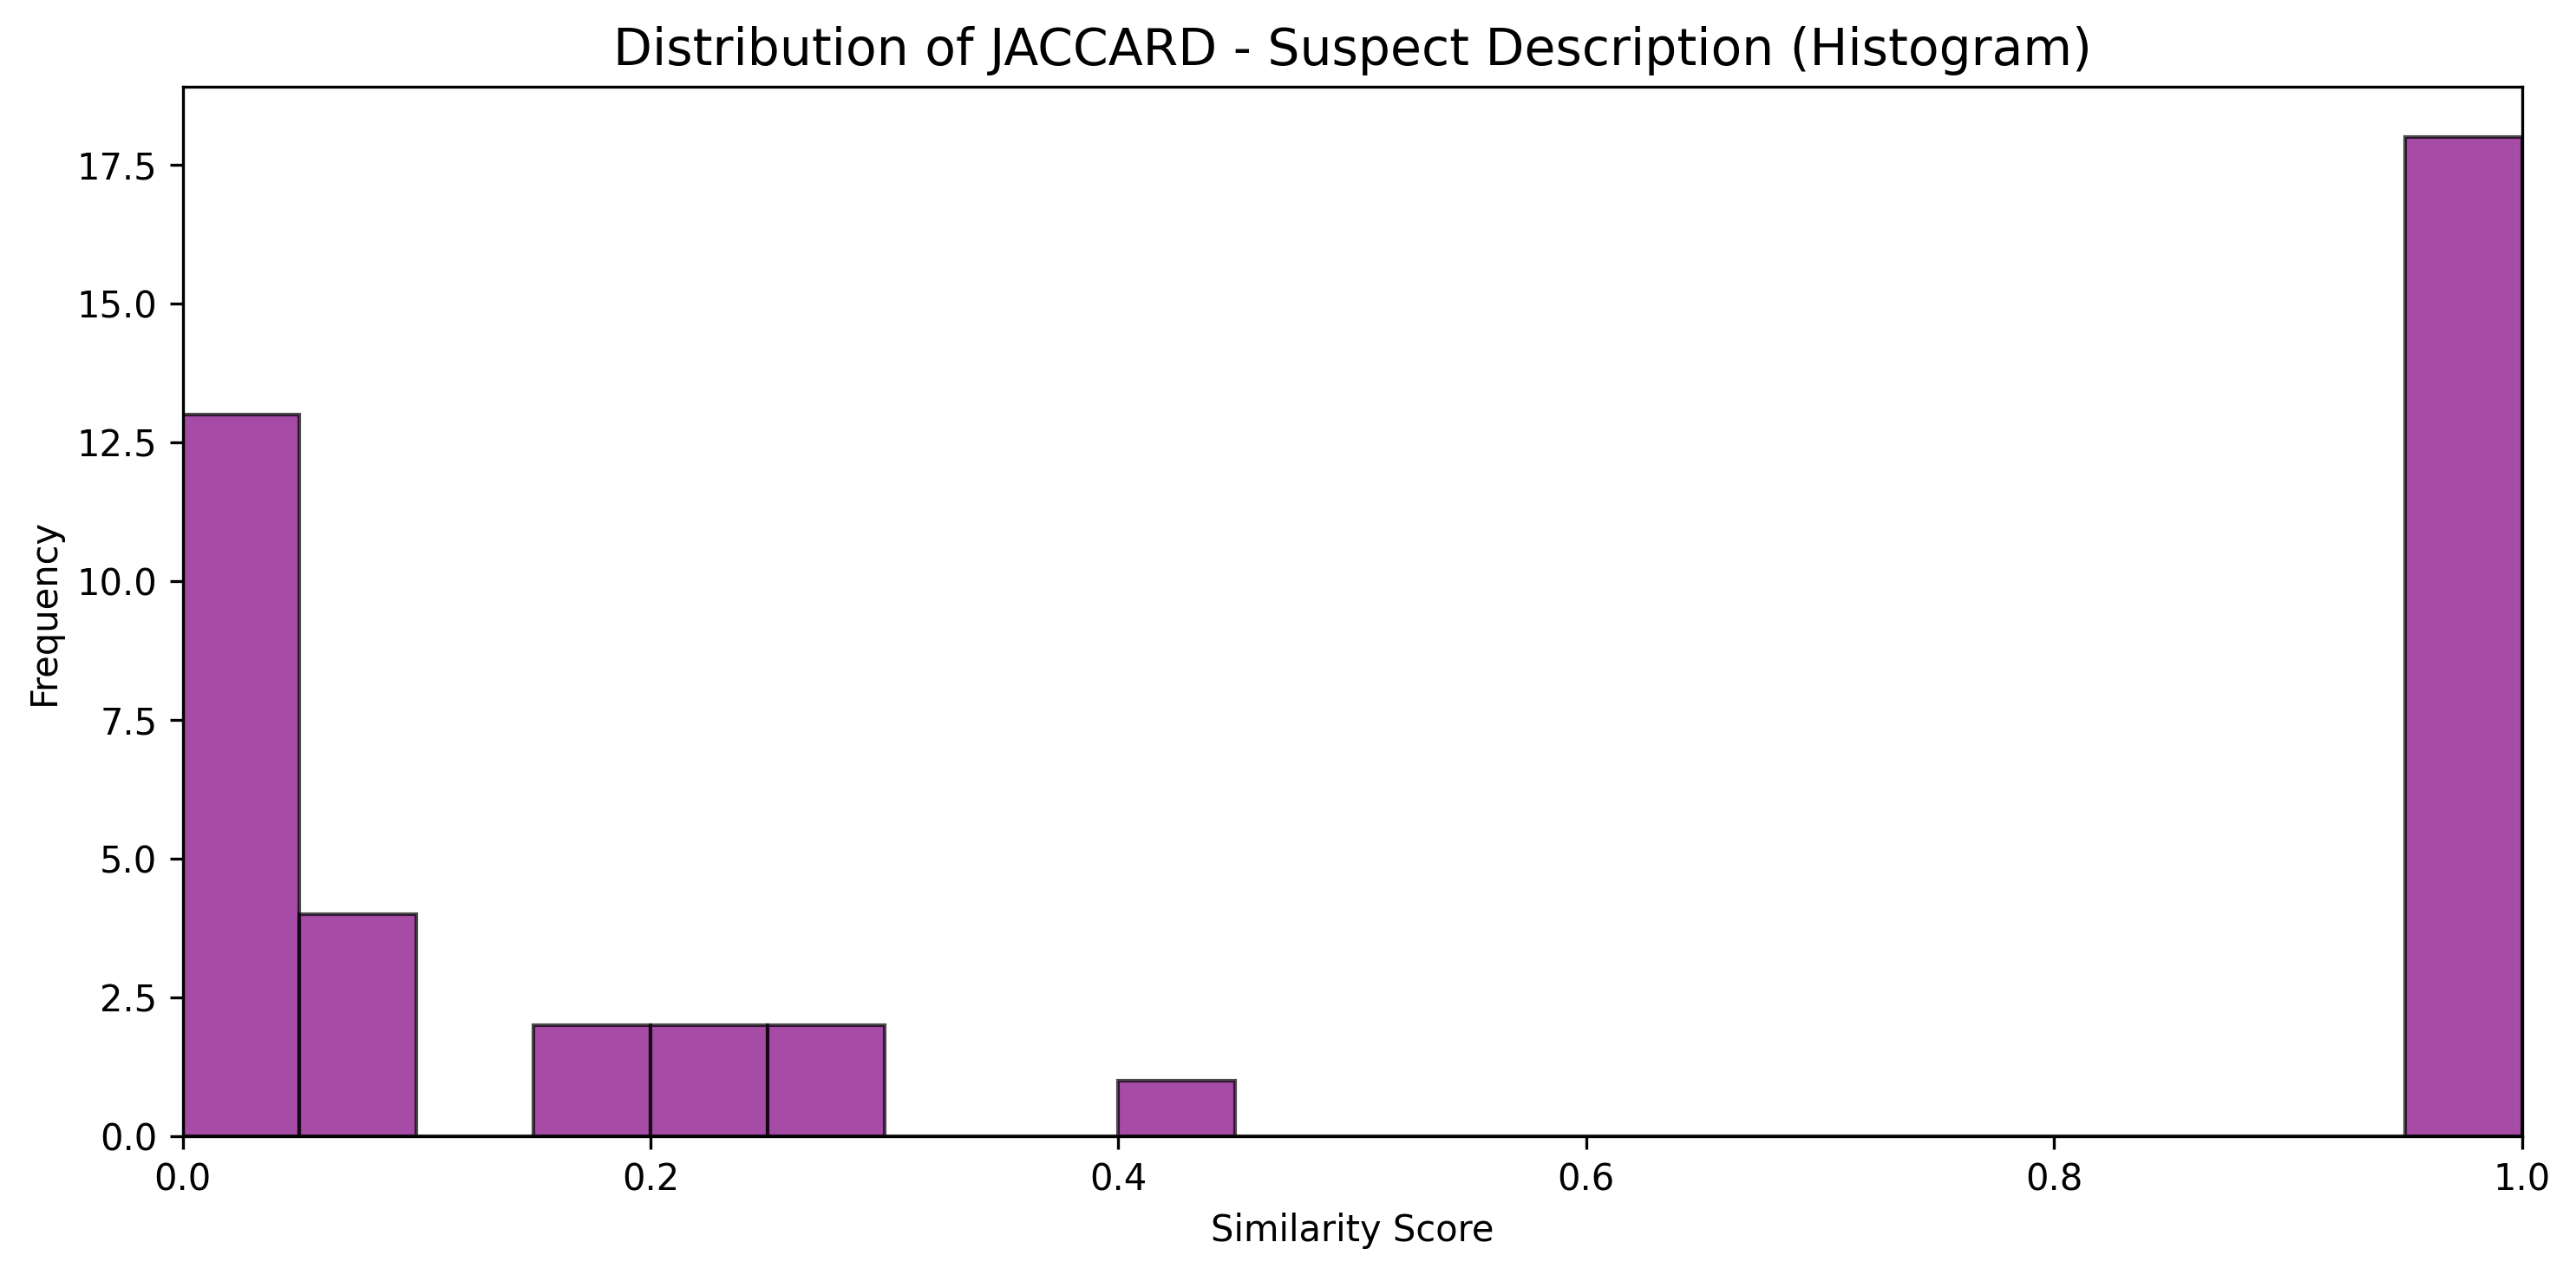 Distribution of JACCARD - Suspect Description (Histogram)
17.5
15.0
12.5
10.0
7.5
5.0
2.5
0.0
Frequency
0.0 0.2 0.4 0.6 0.8 1.0
Similarity Score